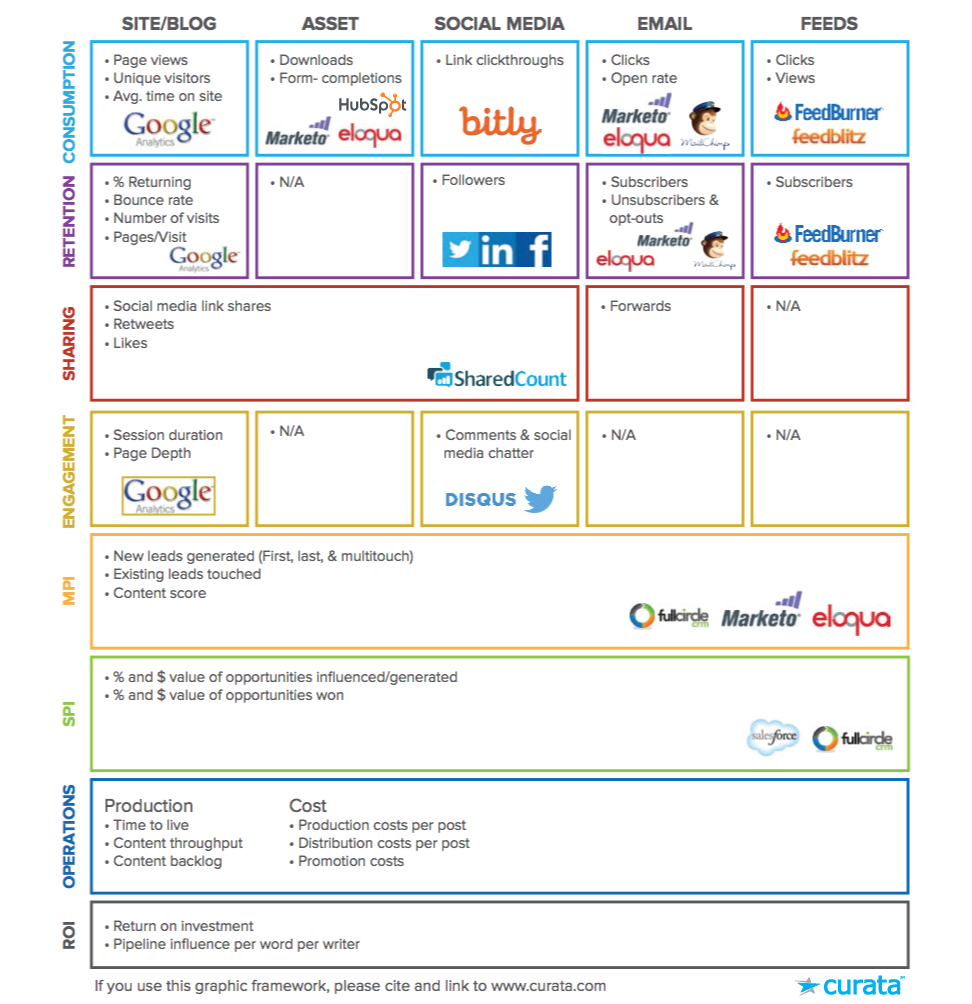 SITE/BLOG ASSET SOCIAL MEDIA EMAIL FEEDS
CONSUMPTION
• Page views
• Unique visitors
• Avg. time on site
Google
Analytics
• Downloads
• Form- completions
HubSpot
Marketo
eloqua
• Link clickthroughs
bitly
• Clicks
• Open rate
Marketo
eloqua
MailChimp
• Clicks
• Views
FeedBurner
feedblitz
RETENTION
• % Returning
• Bounce rate
• Number of visits
• Pages/Visit
Google
Analytics
• N/A
• Followers
in f
• Subscribers
• Unsubscribers &
opt-outs
Marketo
eloqua
MailChimp
• Subscribers
FeedBurner
feedblitz
SHARING
• Social media link shares
• Retweets
• Likes
SharedCount
• Forwards
• N/A
ENGAGEMENT
• Session duration
• Page Depth
Google
Analytics
• N/A
• Comments & social
media chatter
DISQUS
• N/A
• N/A
MPI
• New leads generated (First, last, & multitouch)
• Existing leads touched
• Content score
fullcircle
crm
Marketo
eloqua
SPI
• % and $ value of opportunities influenced/generated
• % and $ value of opportunities won
salesforce
fullcircle
crm
OPERATIONS
Production
• Time to live
• Content throughput
• Content backlog
Cost
• Production costs per post
• Distribution costs per post
• Promotion costs
ROI
• Return on investment
• Pipeline influence per word per writer
If you use this graphic framework, please cite and link to www.curata.com
curata